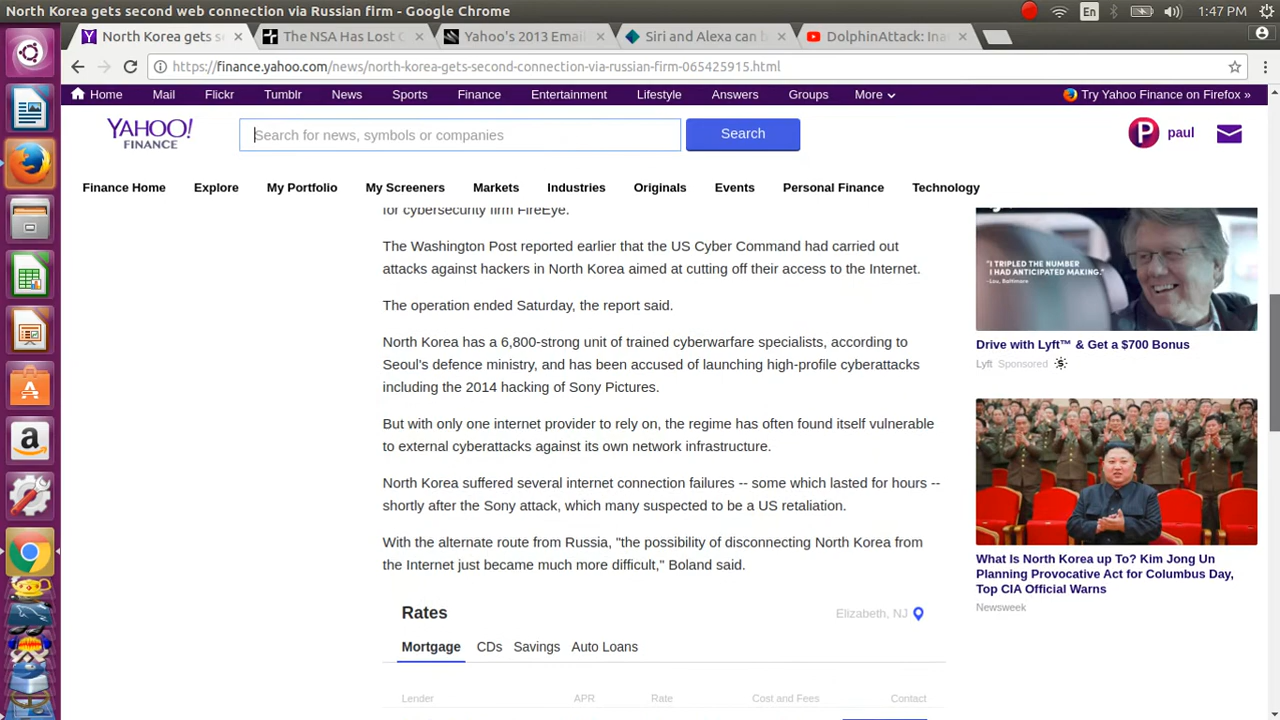 North Korea gets second web connection via Russian firm - Google Chrome
En
1:47 PM
North Korea gets s
The NSA Has Lost C
Yahoo's 2013 Email
Siri and Alexa can b
DolphinAttack: Ina
https://finance.yahoo.com/news/north-korea-gets-second-connection-via-russian-firm-065425915.html
Home Mail Flickr Tumblr News Sports Finance Entertainment Lifestyle Answers Groups More
Try Yahoo Finance on Firefox »
YAHOO!
FINANCE
Search for news, symbols or companies
Search
P paul
Finance Home Explore My Portfolio My Screeners Markets Industries Originals Events Personal Finance Technology
for cybersecurity firm FireEye.
The Washington Post reported earlier that the US Cyber Command had carried out
attacks against hackers in North Korea aimed at cutting off their access to the Internet.
The operation ended Saturday, the report said.
North Korea has a 6,800-strong unit of trained cyberwarfare specialists, according to
Seoul's defence ministry, and has been accused of launching high-profile cyberattacks
including the 2014 hacking of Sony Pictures.
But with only one internet provider to rely on, the regime has often found itself vulnerable
to external cyberattacks against its own network infrastructure.
North Korea suffered several internet connection failures -- some which lasted for hours --
shortly after the Sony attack, which many suspected to be a US retaliation.
With the alternate route from Russia, "the possibility of disconnecting North Korea from
the Internet just became much more difficult," Boland said.
Rates
Elizabeth, NJ
Mortgage CDs Savings Auto Loans
Lender APR Rate Cost and Fees Contact
"I TRIPLED THE NUMBER
I HAD ANTICIPATED MAKING."
-Lou, Baltimore
Drive with Lyft™ & Get a $700 Bonus
Lyft Sponsored
What Is North Korea up To? Kim Jong Un
Planning Provocative Act for Columbus Day,
Top CIA Official Warns
Newsweek